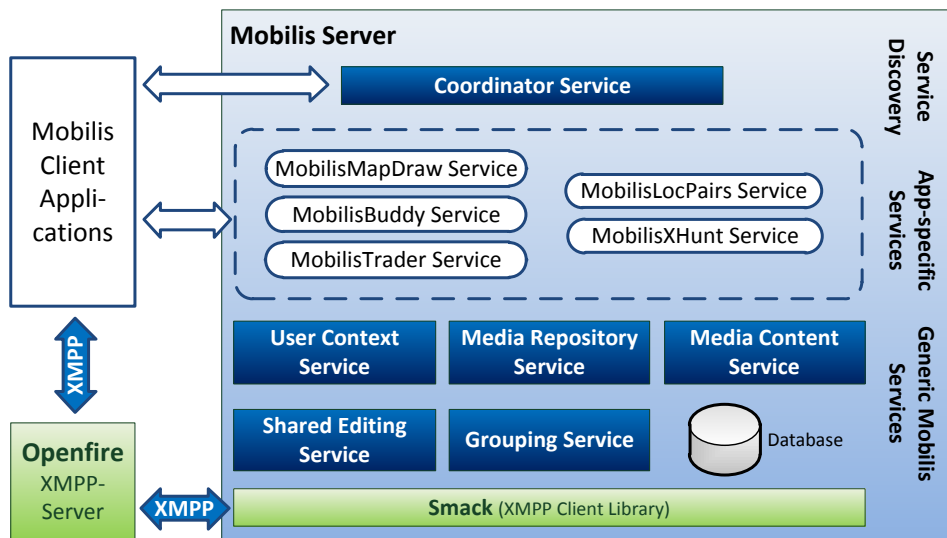 Mobilis Server
Service
Discovery
Coordinator Service
Mobilis
Client
Appli-
cations
MobilisMapDraw Service
MobilisBuddy Service
MobilisTrader Service
MobilisLocPairs Service
MobilisXHunt Service
App-specific
Services
User Context
Service
Media Repository
Service
Media Content
Service
Shared Editing
Service
Grouping Service
Database
Generic Mobilis
Services
XMPP
Openfire
XMPP-
Server
XMPP
Smack (XMPP Client Library)